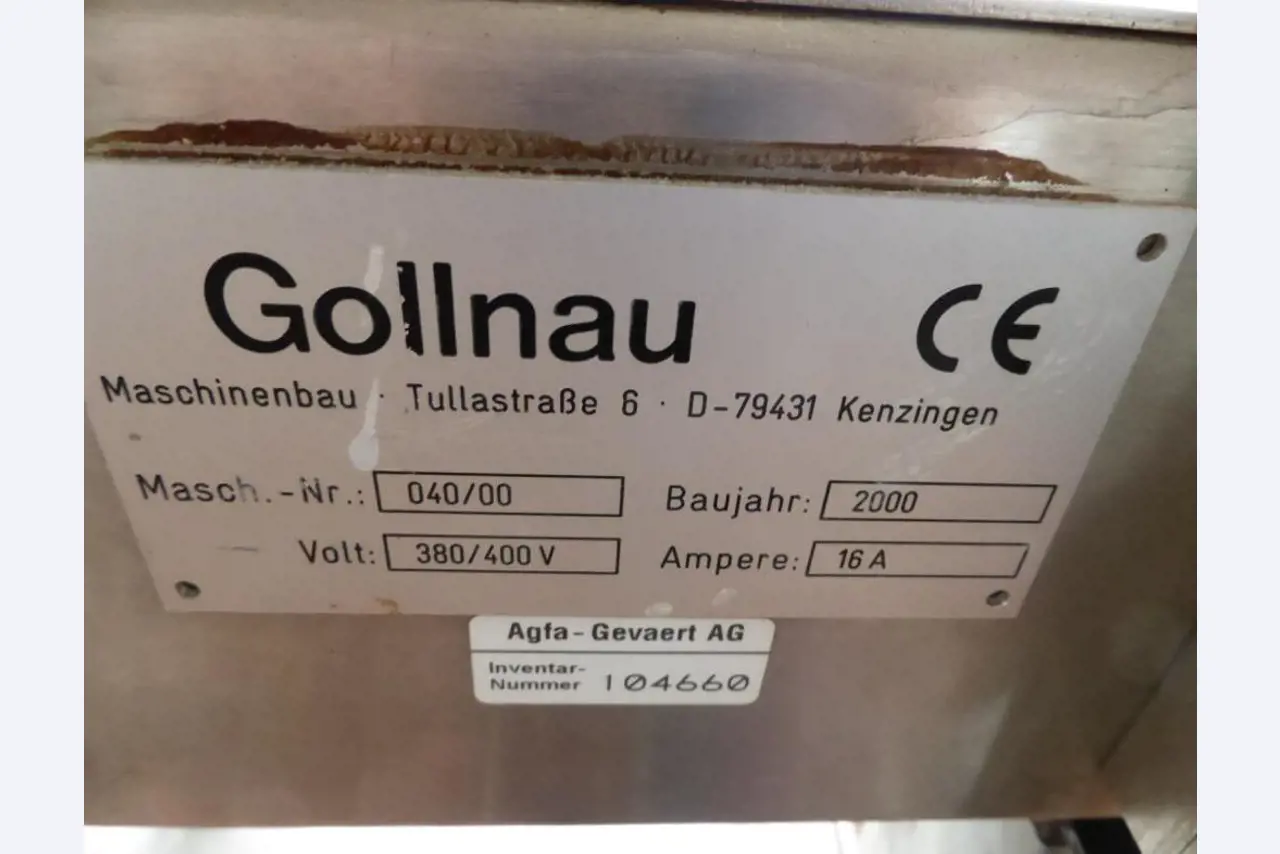 Gollnau CE
Maschinenbau · Tullastraße 6 · D-79431 Kenzingen
Masch.-Nr.: 040/00 Baujahr: 2000
Volt: 380/400 V Ampere: 16 A
Agfa-Gevaert AG
Inventar-
Nummer 104660